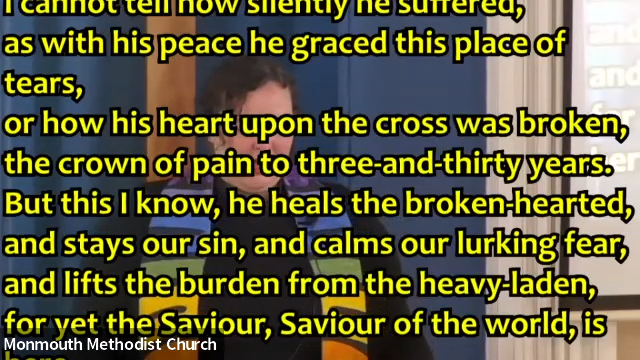 I cannot tell how silently he suffered,
as with his peace he graced this place of
tears,
or how his heart upon the cross was broken,
the crown of pain to three-and-thirty years.
But this I know, he heals the broken-hearted,
and stays our sin, and calms our lurking fear,
and lifts the burden from the heavy-laden,
for yet the Saviour, Saviour of the world, is
here.
Monmouth Methodist Church